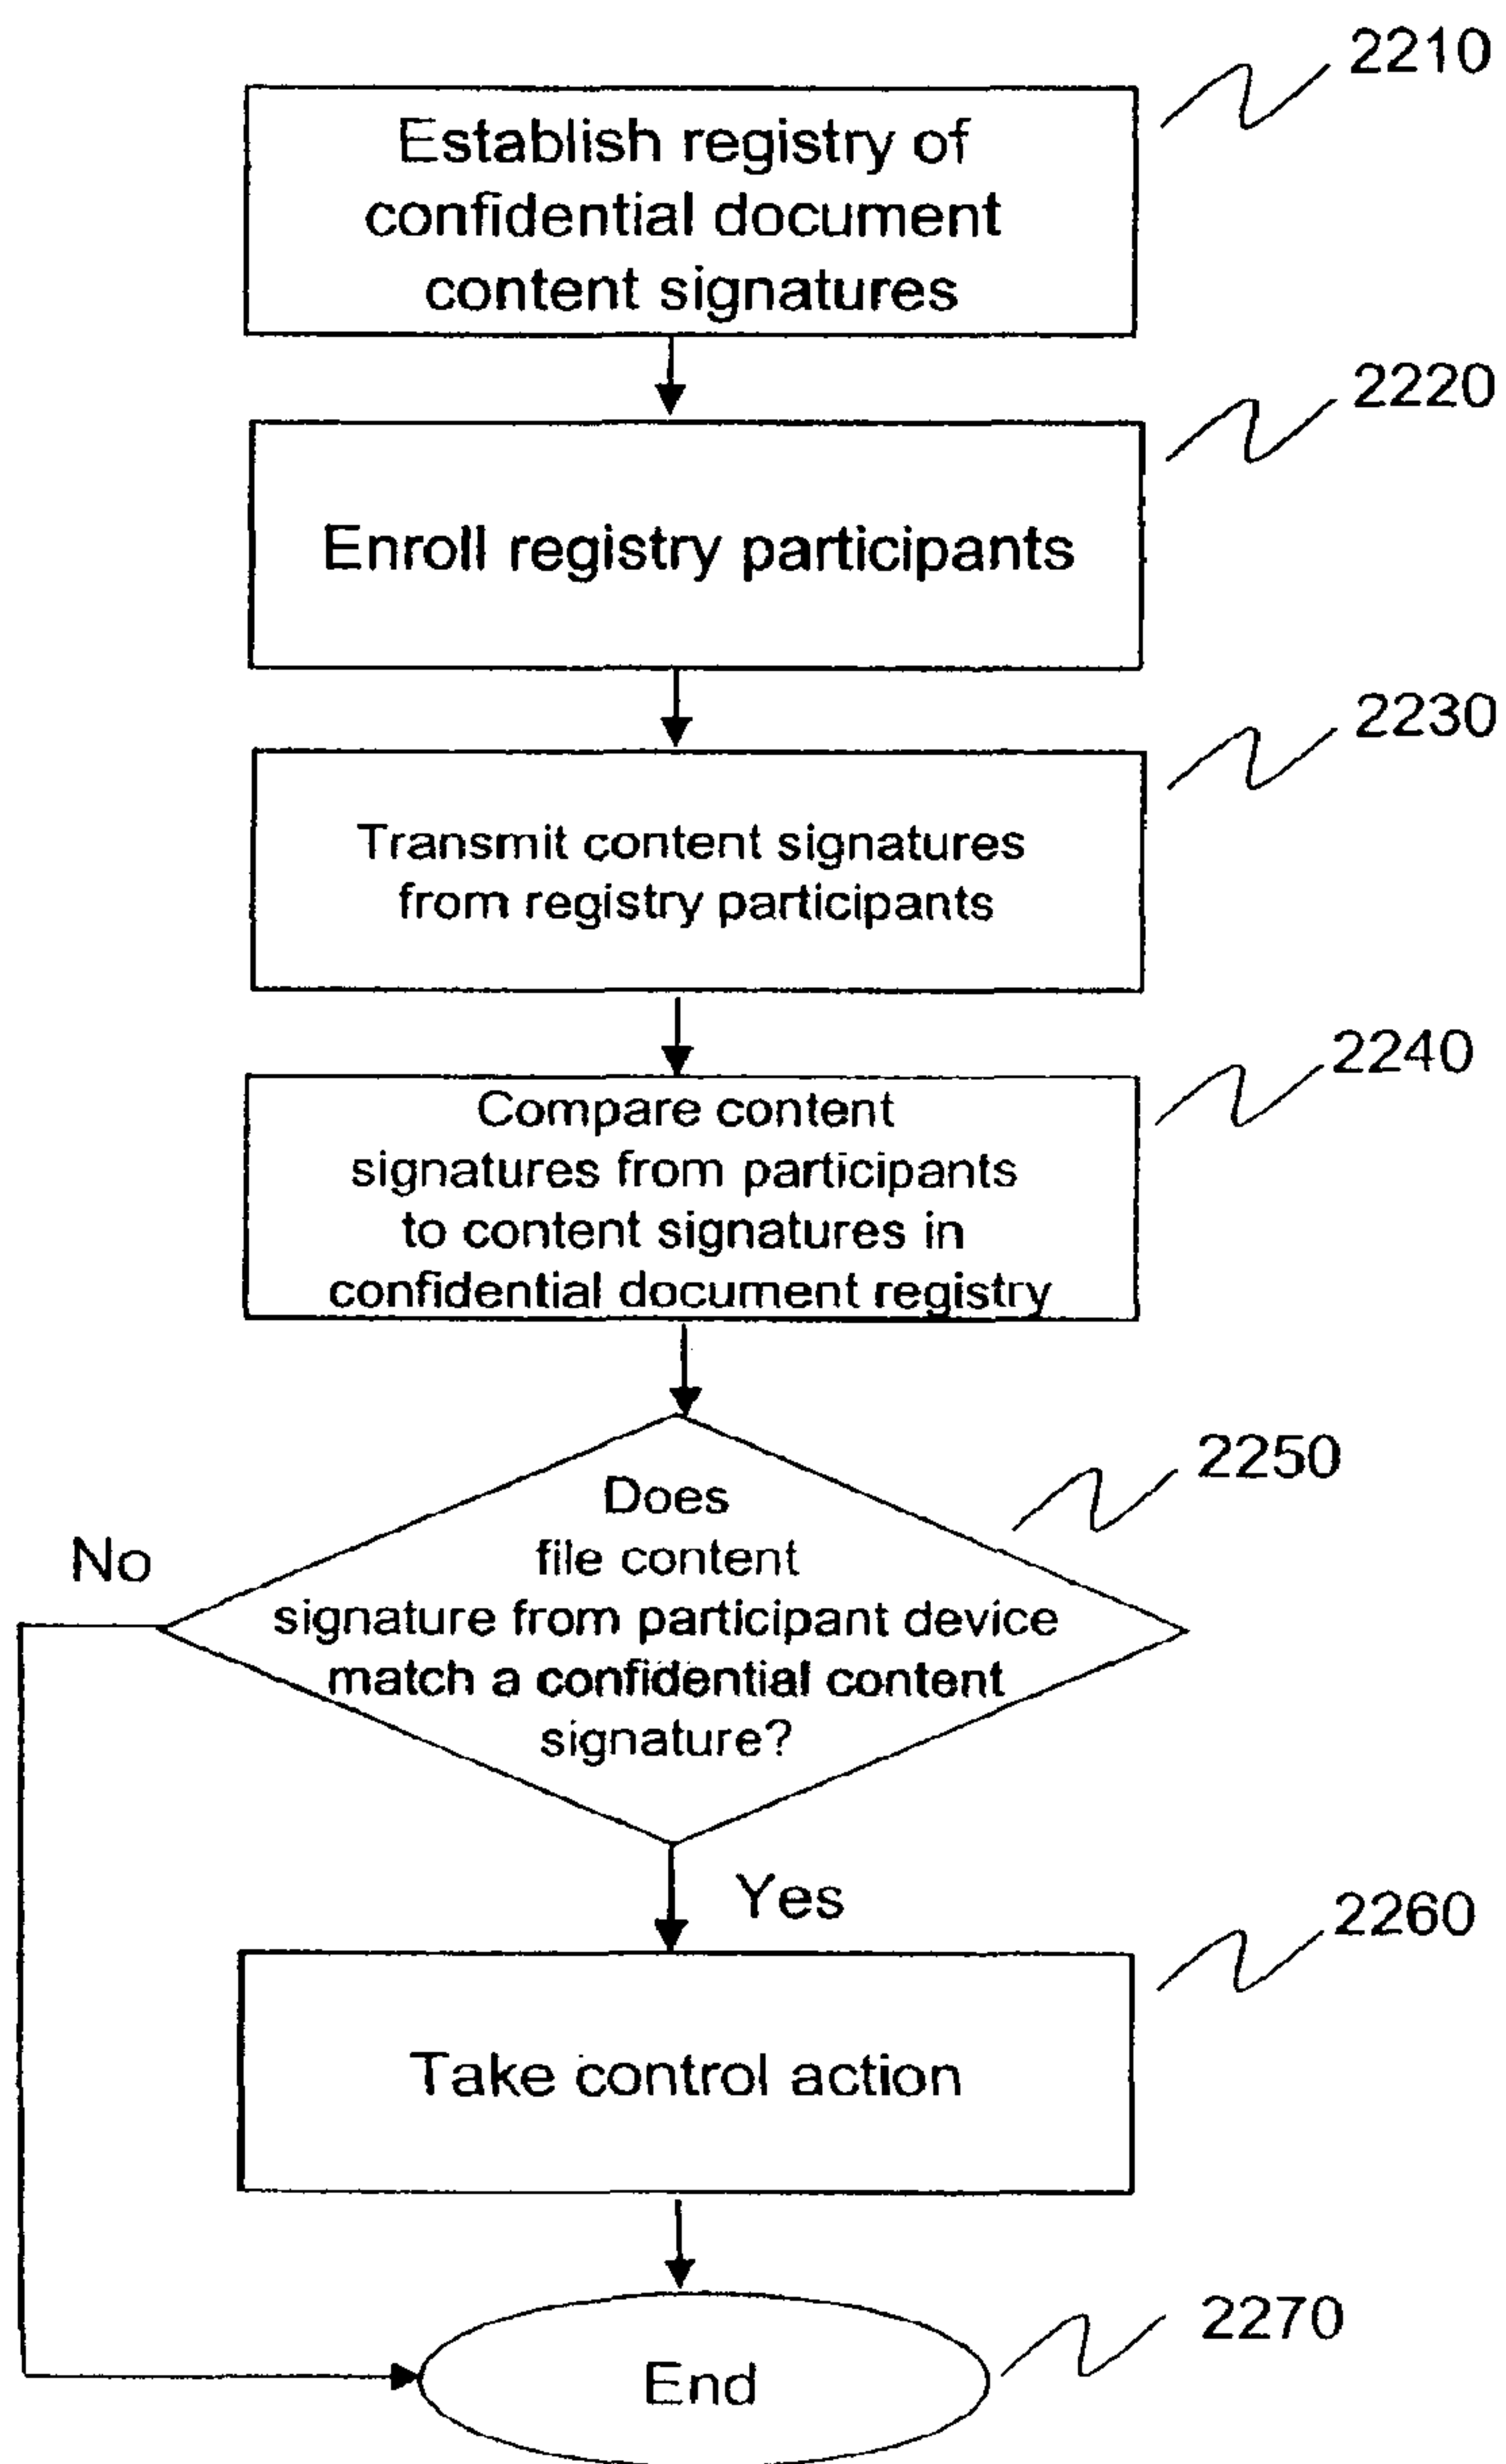 2210
Establish registry of
confidential document
content signatures
2220
Enroll registry participants
2230
Transmit content signatures
from registry participants
2240
Compare content
signatures from participants
to content signatures in
confidential document registry
2250
Does
file content
signature from participant device
match a confidential content
signature?
No
Yes
2260
Take control action
2270
End